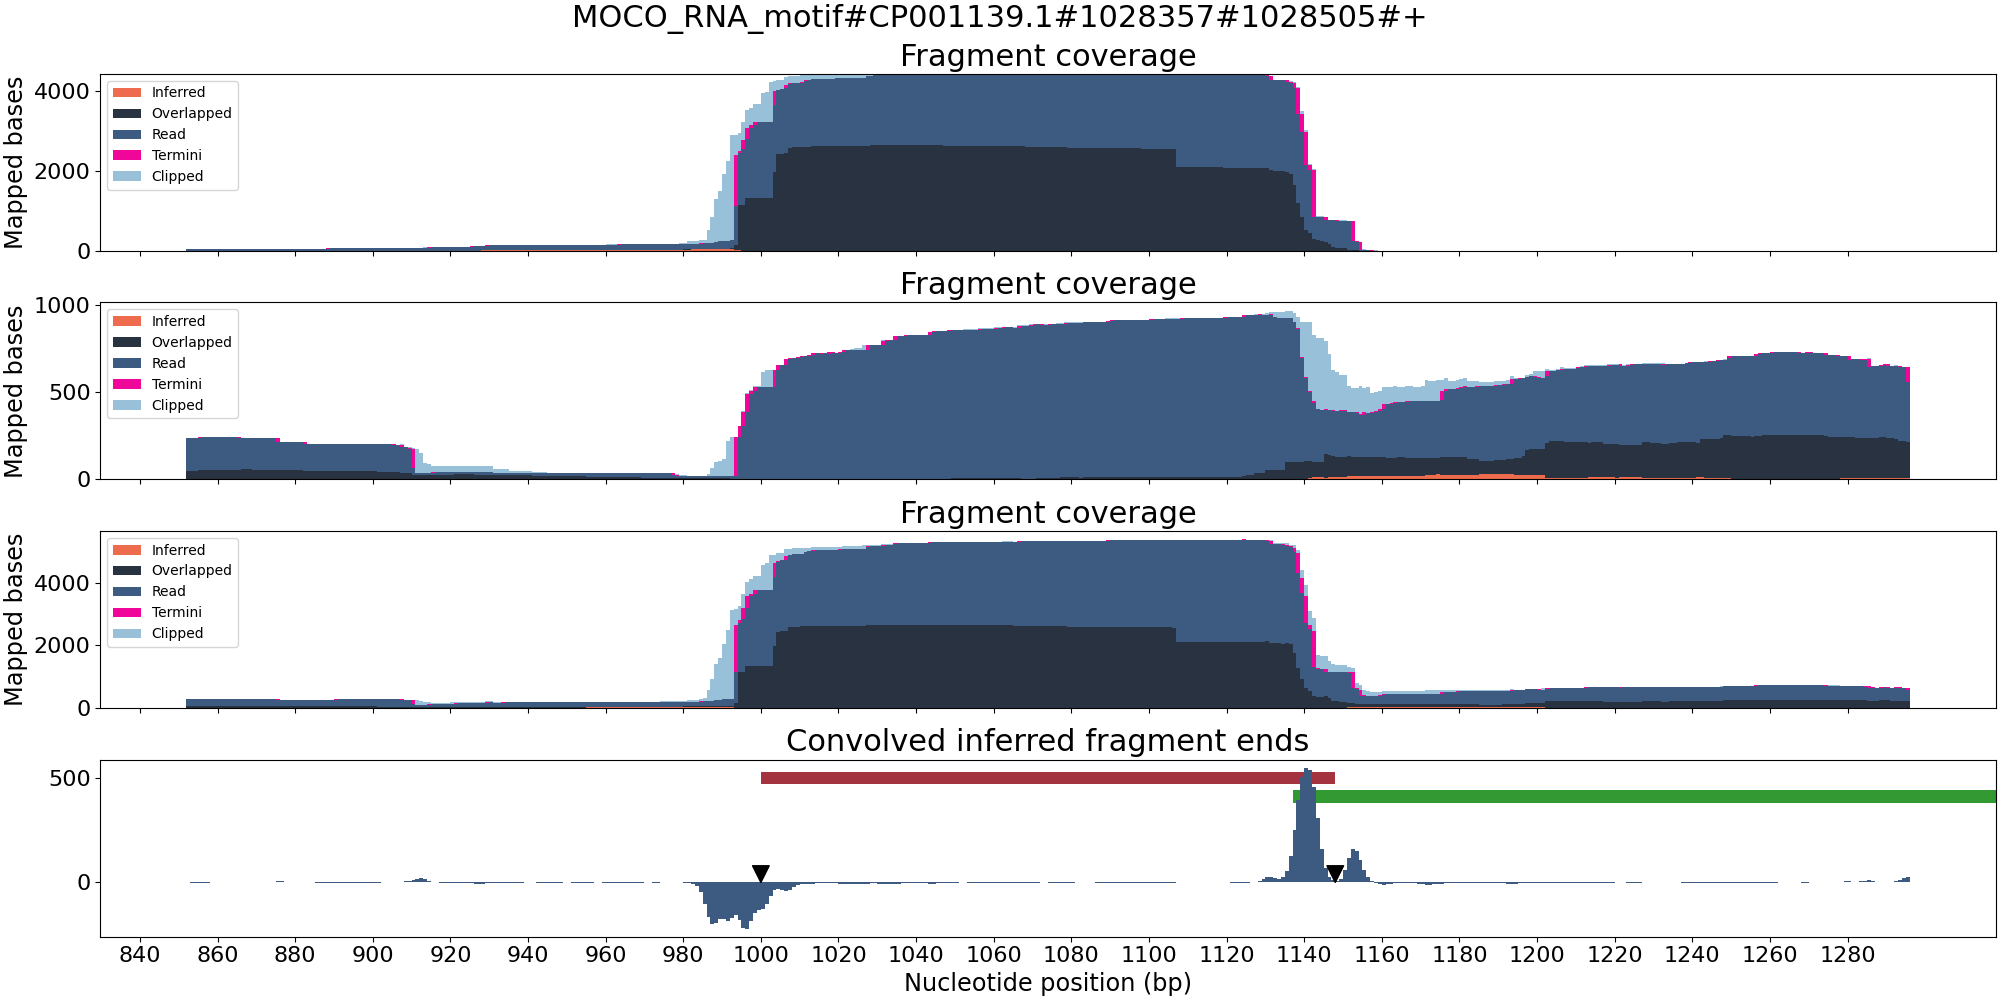 MOCO_RNA_motif#CP001139.1#1028357#1028505#+
Fragment coverage
Mapped bases
4000
2000
0
Inferred
Overlapped
Read
Termini
Clipped
Fragment coverage
Mapped bases
1000
500
0
Inferred
Overlapped
Read
Termini
Clipped
Fragment coverage
Mapped bases
4000
2000
0
Inferred
Overlapped
Read
Termini
Clipped
Convolved inferred fragment ends
500
0
840 860 880 900 920 940 960 980 1000 1020 1040 1060 1080 1100 1120 1140 1160 1180 1200 1220 1240 1260 1280
Nucleotide position (bp)